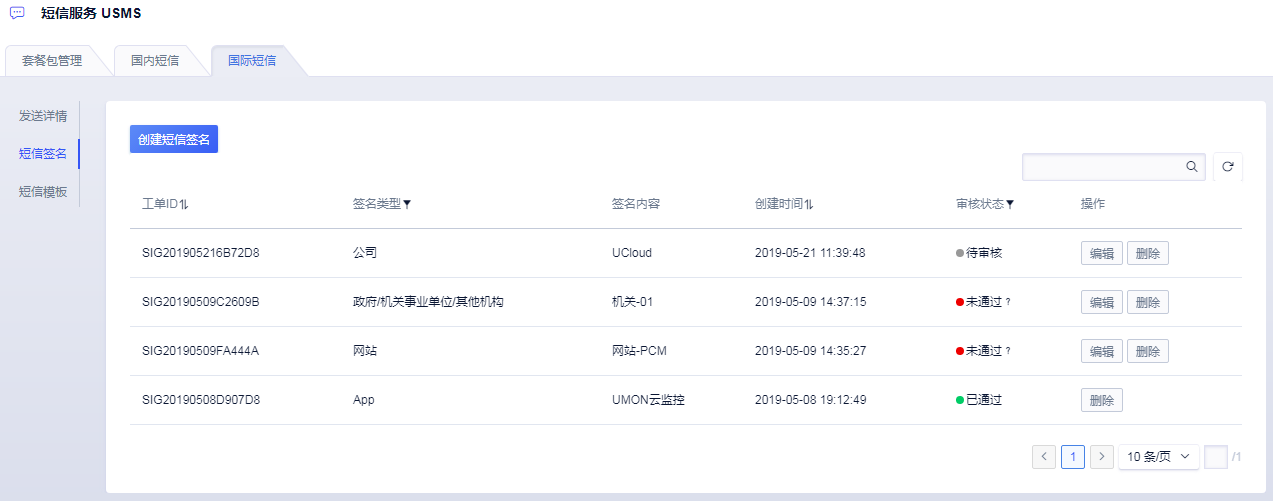 短信服务 USMS
套餐包管理 国内短信 国际短信
发送详情
短信签名
短信模板
创建短信签名
工单ID 签名类型 签名内容 创建时间 审核状态 操作
SIG201905216B72D8 公司 UCloud 2019-05-21 11:39:48 待审核 编辑 删除
SIG20190509C2609B 政府/机关事业单位/其他机构 机关-01 2019-05-09 14:37:15 未通过 ? 编辑 删除
SIG20190509FA444A 网站 网站-PCM 2019-05-09 14:35:27 未通过 ? 编辑 删除
SIG20190508D907D8 App UMON云监控 2019-05-08 19:12:49 已通过 删除
1 10 条/页 /1